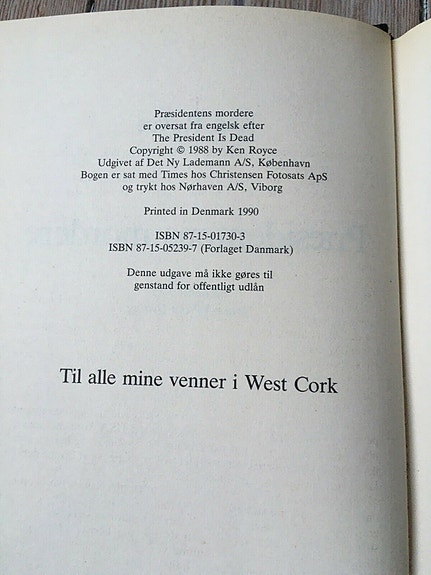 Præsidentens mordere
er oversat fra engelsk efter
The President Is Dead
Copyright © 1988 by Ken Royce
Udgivet af Det Ny Lademann A/S, København
Bogen er sat med Times hos Christensen Fotosats ApS
og trykt hos Nørhaven A/S, Viborg
Printed in Denmark 1990
ISBN 87-15-01730-3
ISBN 87-15-05239-7 (Forlaget Danmark)
Denne udgave må ikke gøres til
genstand for offentligt udlån
Til alle mine venner i West Cork